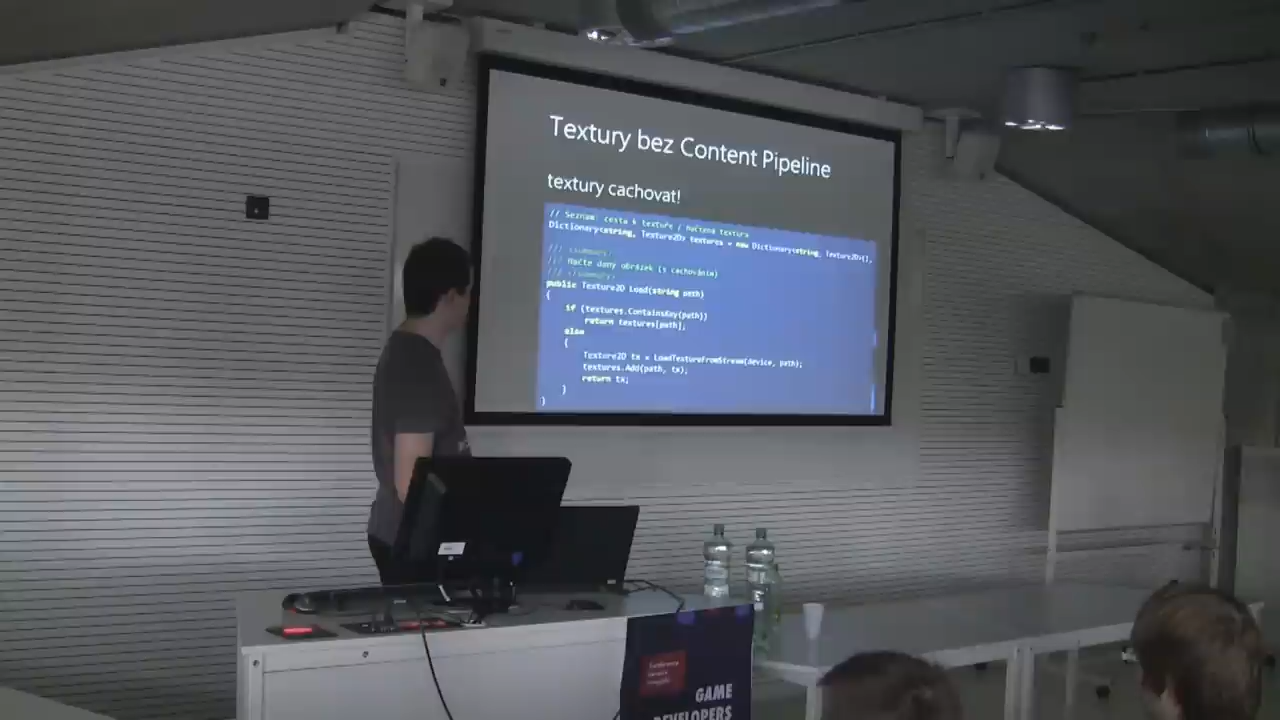 Textury bez Content Pipeline
textury cachovat!
// Seznam: cesta k textuře / načtená textura
Dictionary<string, Texture2D> textures = new Dictionary<string, Texture2D>();
/// <summary>
/// Načte daný obrázek (s cachováním)
/// </summary>
public Texture2D Load(string path)
{
if (textures.ContainsKey(path))
return textures[path];
else
{
Texture2D tx = LoadTextureFromStream(device, path);
textures.Add(path, tx);
return tx;
}
}
GAME
DEVELOPERS